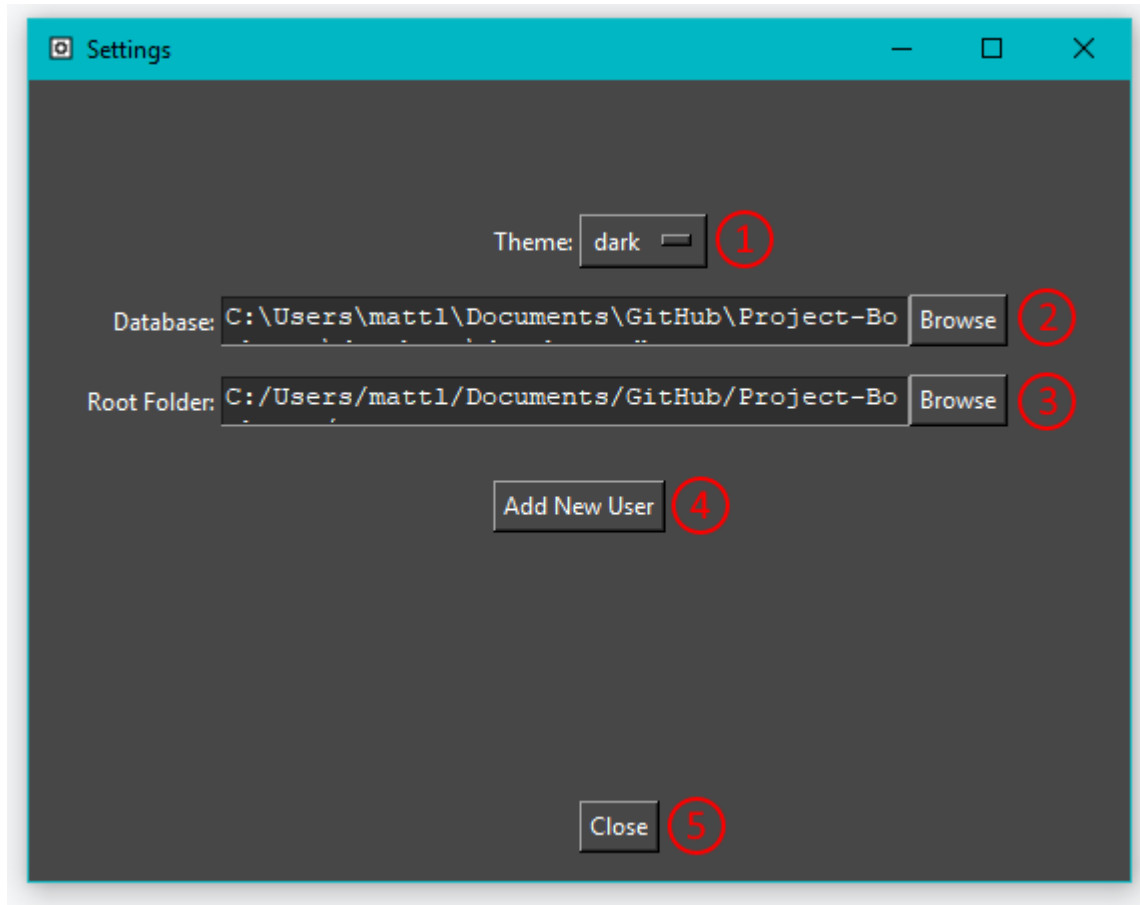 Settings
Theme: dark 1
Database: C:\Users\mattl\Documents\GitHub\Project-Bo Browse 2
Root Folder: C:/Users/mattl/Documents/GitHub/Project-Bo Browse 3
Add New User 4
Close 5